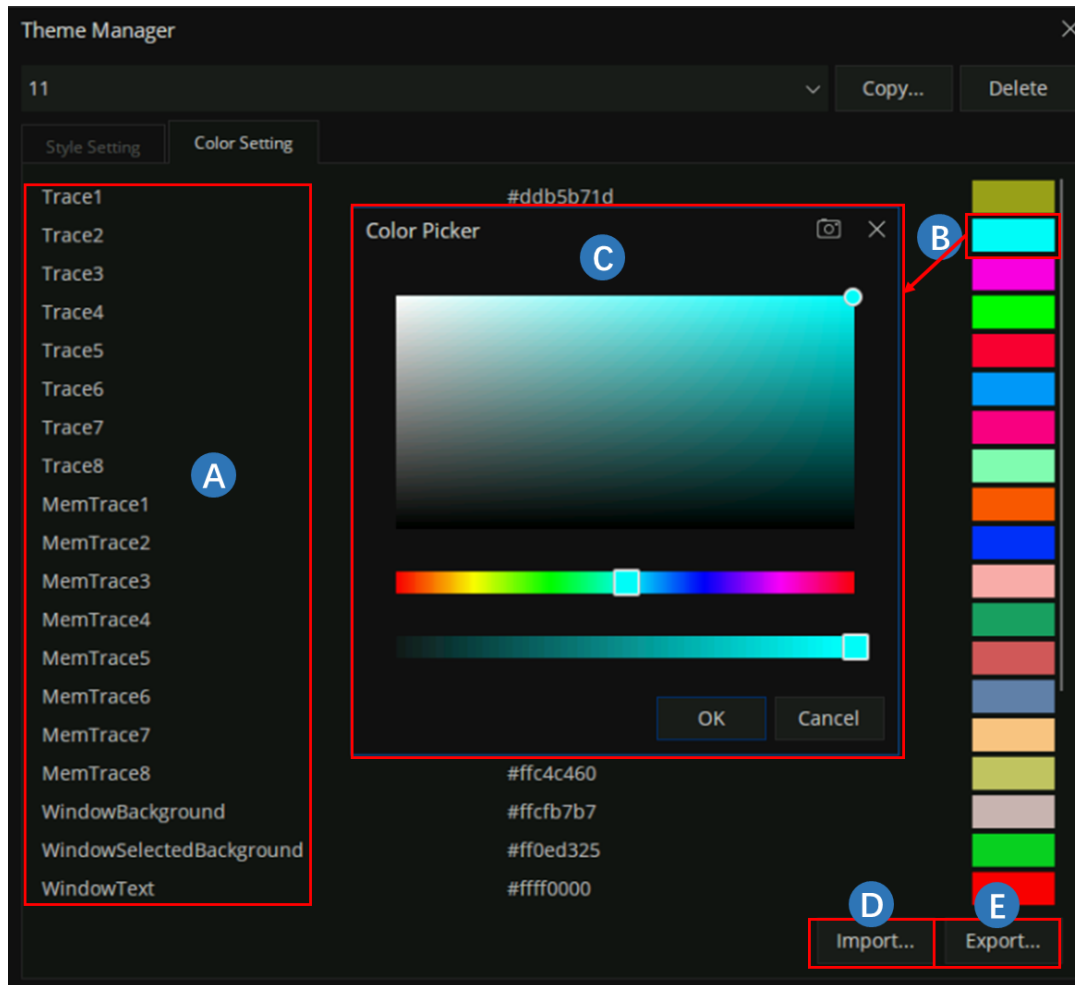 Theme Manager
11 Copy... Delete
Style Setting Color Setting
Trace1 #ddb5b71d
Color Picker
Trace2
Trace3
Trace4
Trace5
Trace6
Trace7
Trace8
MemTrace1
MemTrace2
MemTrace3
MemTrace4
MemTrace5
MemTrace6
MemTrace7
OK Cancel
MemTrace8 #ffc4c460
WindowBackground #ffcfb7b7
WindowSelectedBackground #ff0ed325
WindowText #ffff0000
Import... Export...
A
B
C
D
E